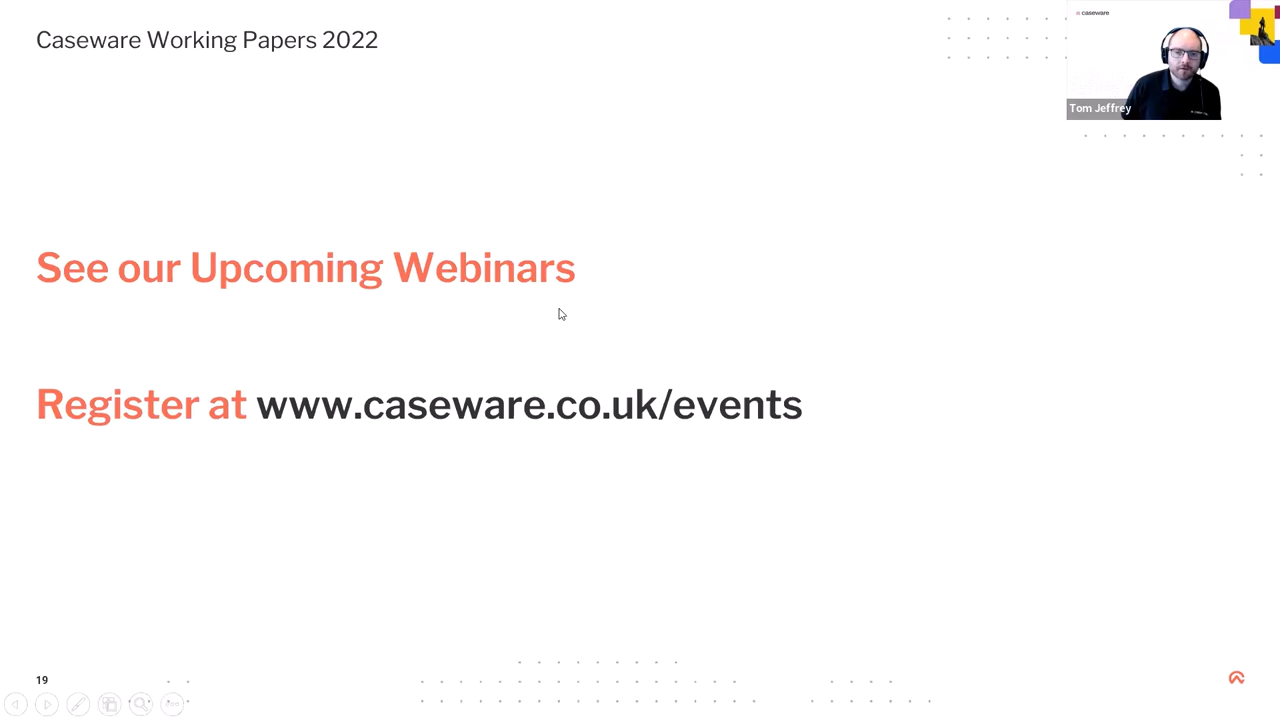 Caseware Working Papers 2022
caseware
Tom Jeffrey
See our Upcoming Webinars
Register at www.caseware.co.uk/events
19